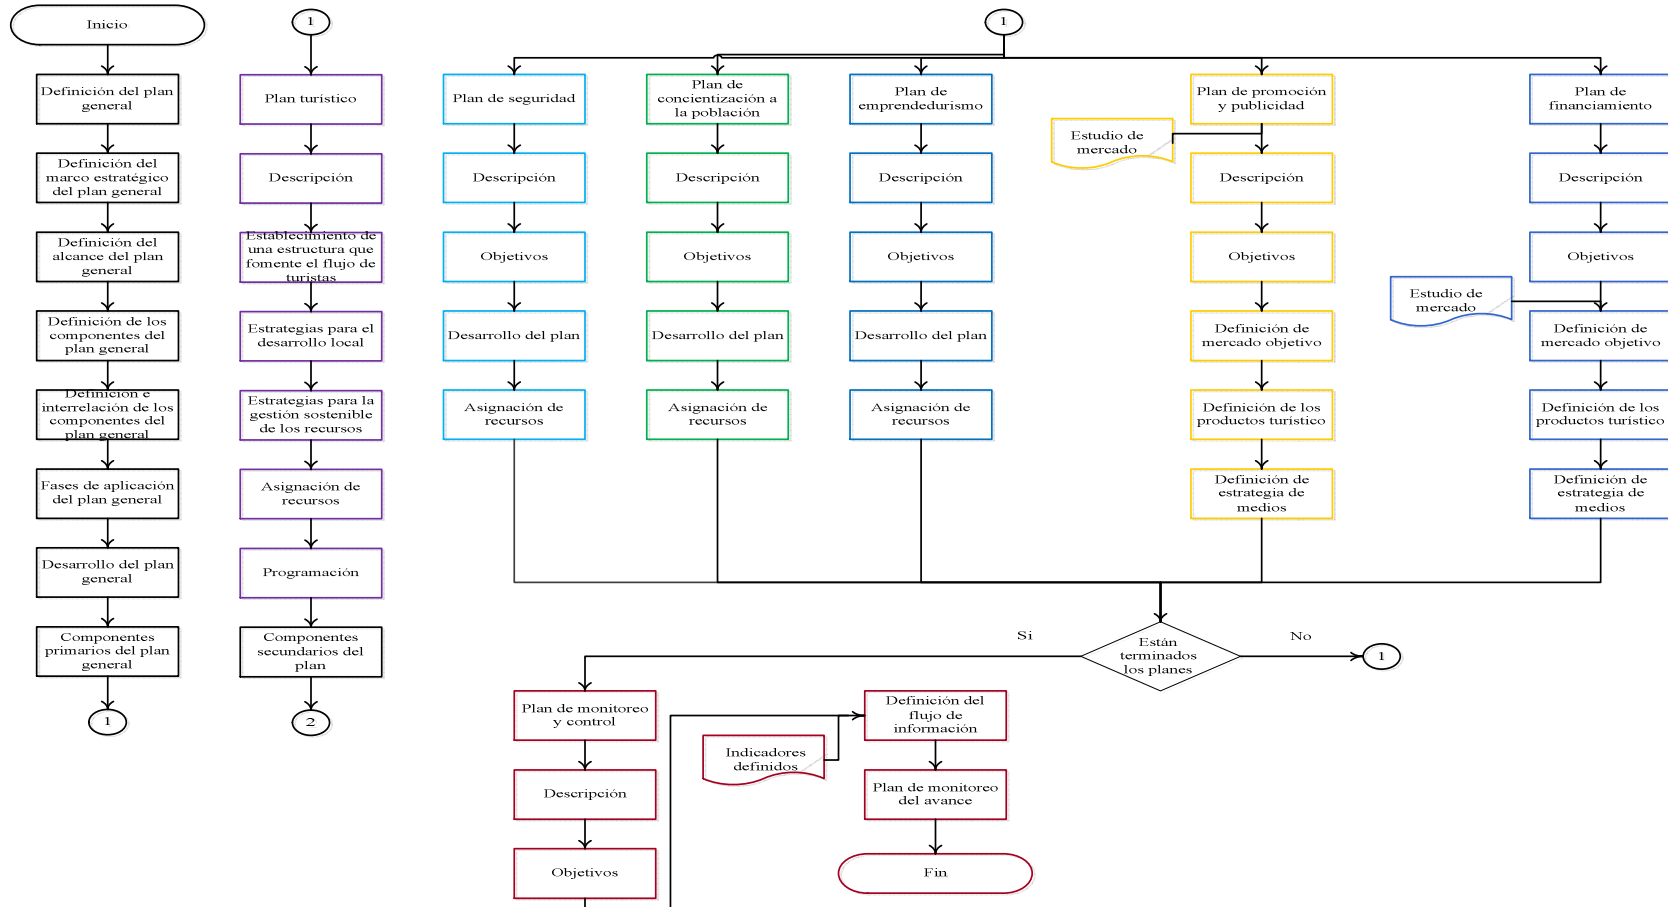 Inicio
Definición del plan
general
Definición del
marco estratégico
del plan general
Definición del
alcance del plan
general
Definición de los
componentes del
plan general
Definición e
interrelación de los
componentes del
plan general
Fases de aplicación
del plan general
Desarrollo del plan
general
Componentes
primarios del plan
general
1
1
Plan turístico
Descripción
Establecimiento de
una estructura que
fomente el flujo de
turistas
Estrategias para el
desarrollo local
Estrategias para la
gestión sostenible
de los recursos
Asignación de
recursos
Programación
Componentes
secundarios del
plan
2
1
Plan de seguridad
Descripción
Objetivos
Desarrollo del plan
Asignación de
recursos
Plan de
concientización a
la población
Descripción
Objetivos
Desarrollo del plan
Asignación de
recursos
Plan de
emprendedurismo
Descripción
Objetivos
Desarrollo del plan
Asignación de
recursos
Plan de promoción
y publicidad
Estudio de
mercado
Descripción
Objetivos
Definición de
mercado objetivo
Definición de los
productos turístico
Definición de
estrategia de
medios
Plan de
financiamiento
Descripción
Objetivos
Estudio de
mercado
Definición de
mercado objetivo
Definición de los
productos turístico
Definición de
estrategia de
medios
Están
terminados
los planes
Si
No
1
Plan de monitoreo
y control
Descripción
Objetivos
Indicadores
definidos
Definición del
flujo de
información
Plan de monitoreo
del avance
Fin